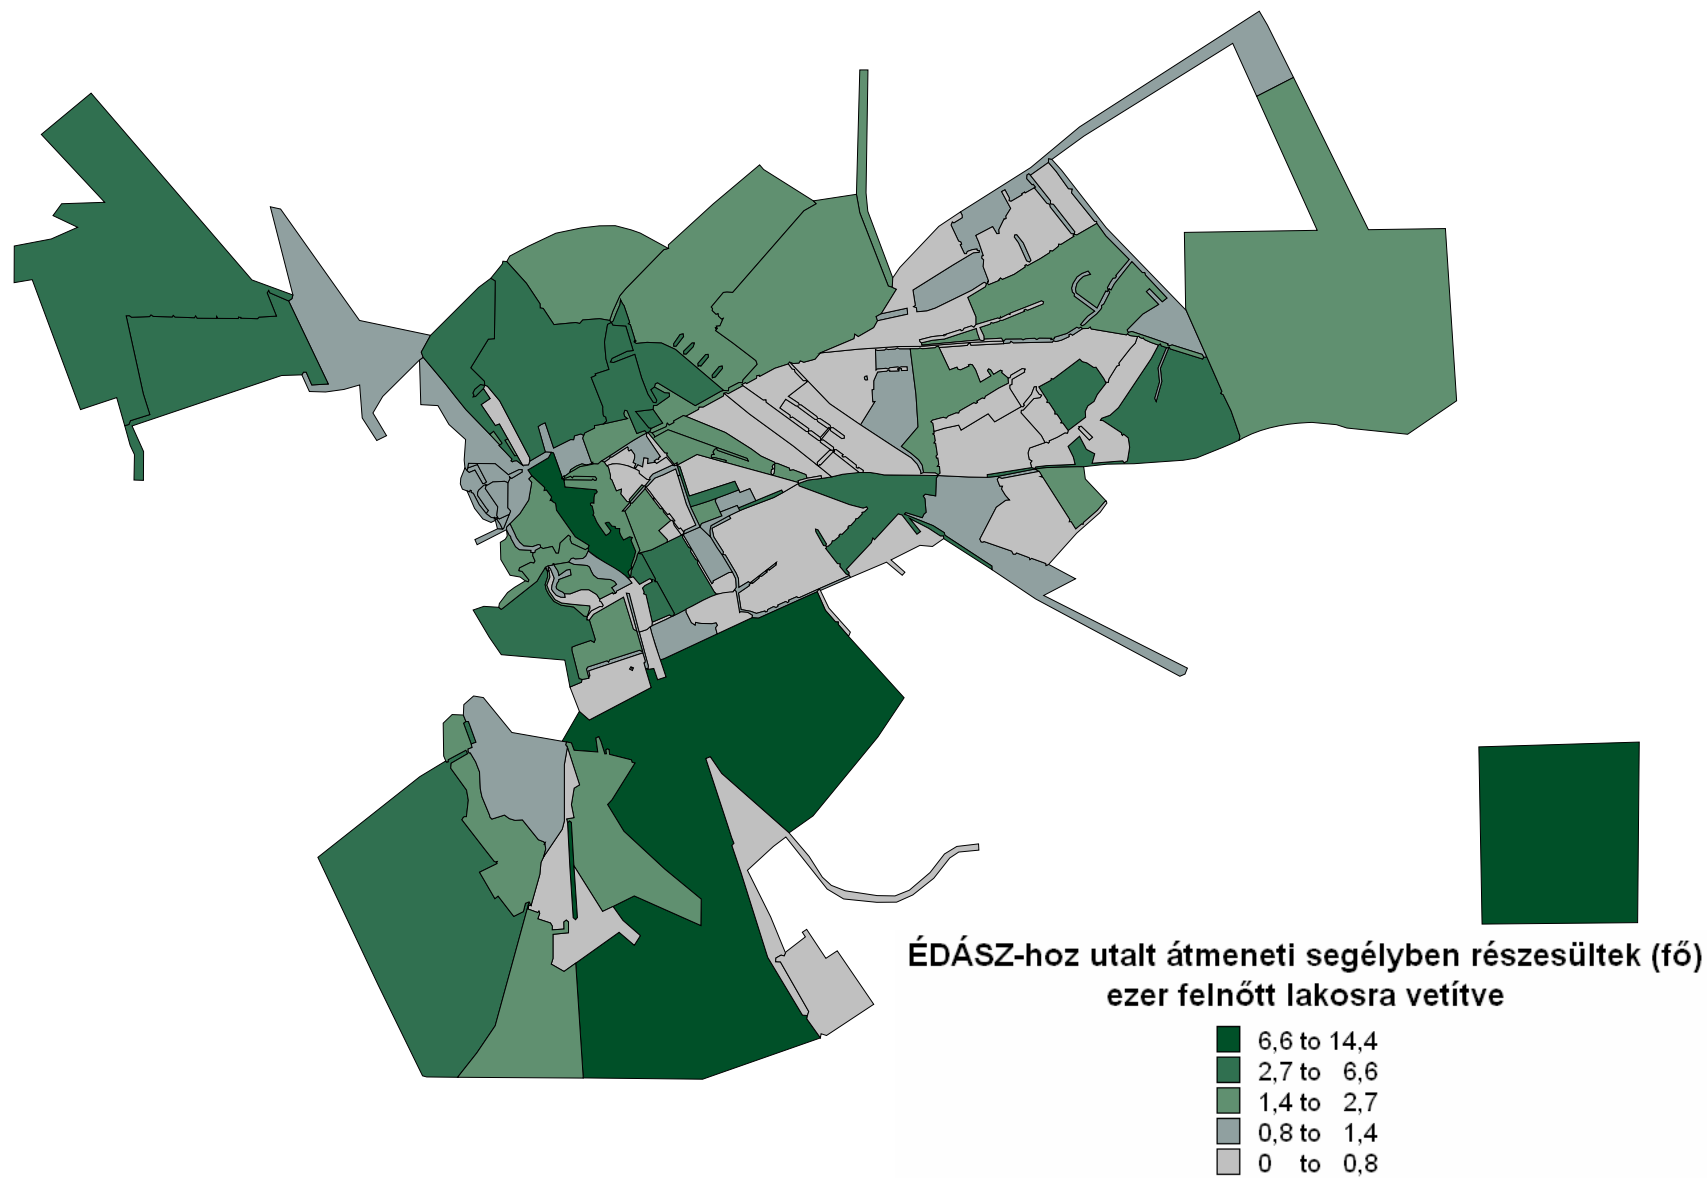 ÉDÁSZ-hoz utalt átmeneti segélyben részesültek (fő)
ezer felnőtt lakosra vetítve
6,6 to 14,4
2,7 to 6,6
1,4 to 2,7
0,8 to 1,4
0 to 0,8